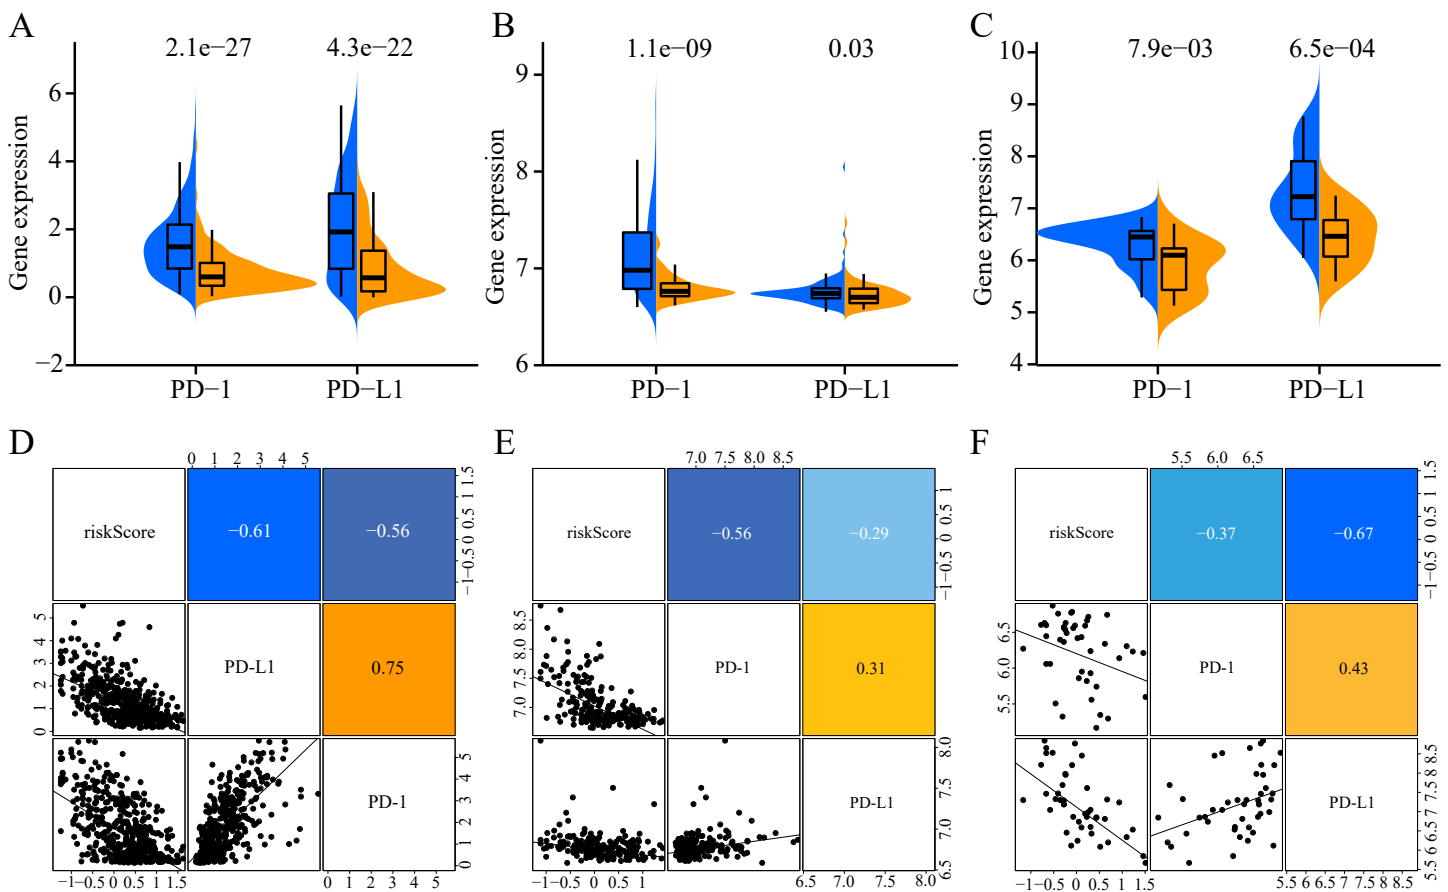 A
2.1e−27 4.3e−22
Gene expression
6
4
2
0
−2
PD−1 PD−L1
B
1.1e−09 0.03
Gene expression
9
8
7
6
PD−1 PD−L1
C
7.9e−03 6.5e−04
Gene expression
10
9
8
7
6
5
4
PD−1 PD−L1
D
0 1 2 3 4 5
riskScore −0.61 −0.56
−1 −0.5 0 0.5 1 1.5
0 1 2 3 4 5
PD-L1 0.75
PD-1
0 1 2 3 4 5
−1 −0.5 0 0.5 1 1.5
0 1 2 3 4 5
E
7.0 7.5 8.0 8.5
riskScore −0.56 −0.29
−1 −0.5 0 0.5 1
7.0 7.5 8.0 8.5
PD-1 0.31
PD-L1
6.5 7.0 7.5 8.0
−1 −0.5 0 0.5 1
6.5 7.0 8.0
F
5.5 6.0 6.5
riskScore −0.37 −0.67
−1 −0.5 0 0.5 1 1.5
5.5 6.0 6.5
PD-1 0.43
PD-L1
5.5 6 6.5 7 7.5 8 8.5
−1 −0.5 0 0.5 1 1.5
5.5 6 6.5 7 7.5 8 8.5